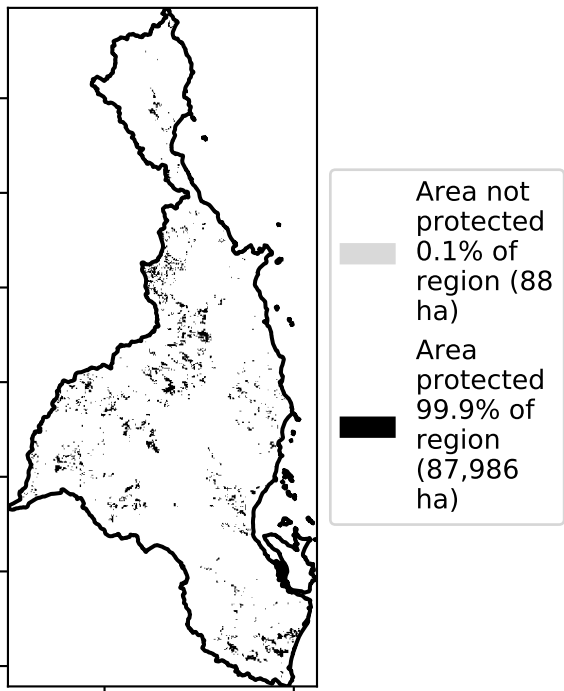 Area not
protected
0.1% of
region (88
ha)
Area
protected
99.9% of
region
(87,986
ha)